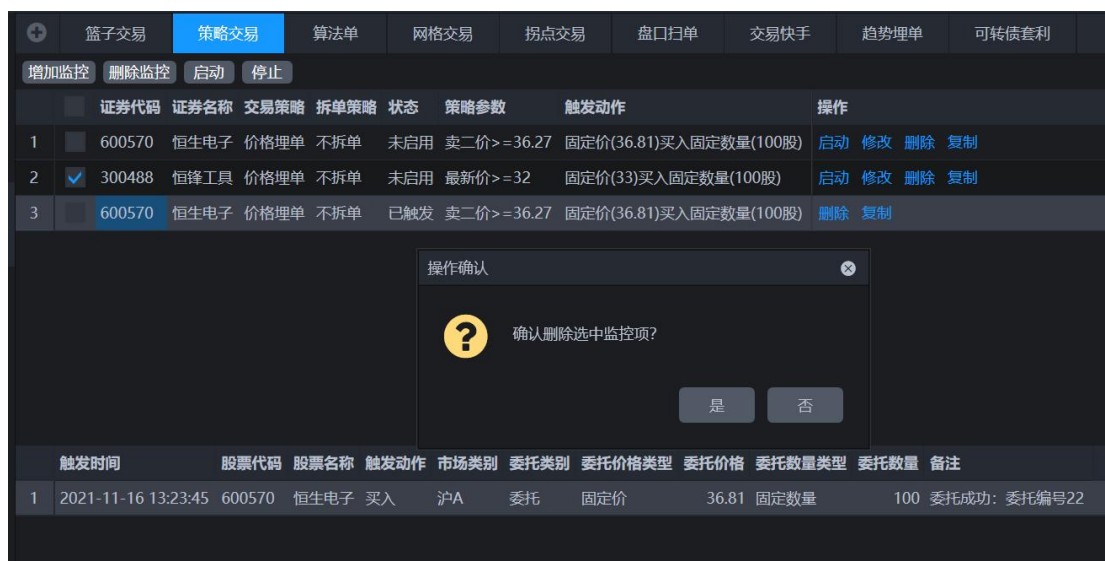 篮子交易 策略交易 算法单 网格交易 拐点交易 盘口扫单 交易快手 趋势埋单 可转债套利
增加监控 删除监控 启动 停止
证券代码 证券名称 交易策略 拆单策略 状态 策略参数 触发动作 操作
1 600570 恒生电子 价格埋单 不拆单 未启用 卖二价>=36.27 固定价(36.81)买入固定数量(100股) 启动 修改 删除 复制
2 300488 恒锋工具 价格埋单 不拆单 未启用 最新价>=32 固定价(33)买入固定数量(100股) 启动 修改 删除 复制
3 600570 恒生电子 价格埋单 不拆单 已触发 卖二价>=36.27 固定价(36.81)买入固定数量(100股) 删除 复制
操作确认
确认删除选中监控项?
是 否
触发时间 股票代码 股票名称 触发动作 市场类别 委托类别 委托价格类型 委托价格 委托数量类型 委托数量 备注
1 2021-11-16 13:23:45 600570 恒生电子 买入 沪A 委托 固定价 36.81 固定数量 100 委托成功：委托编号22